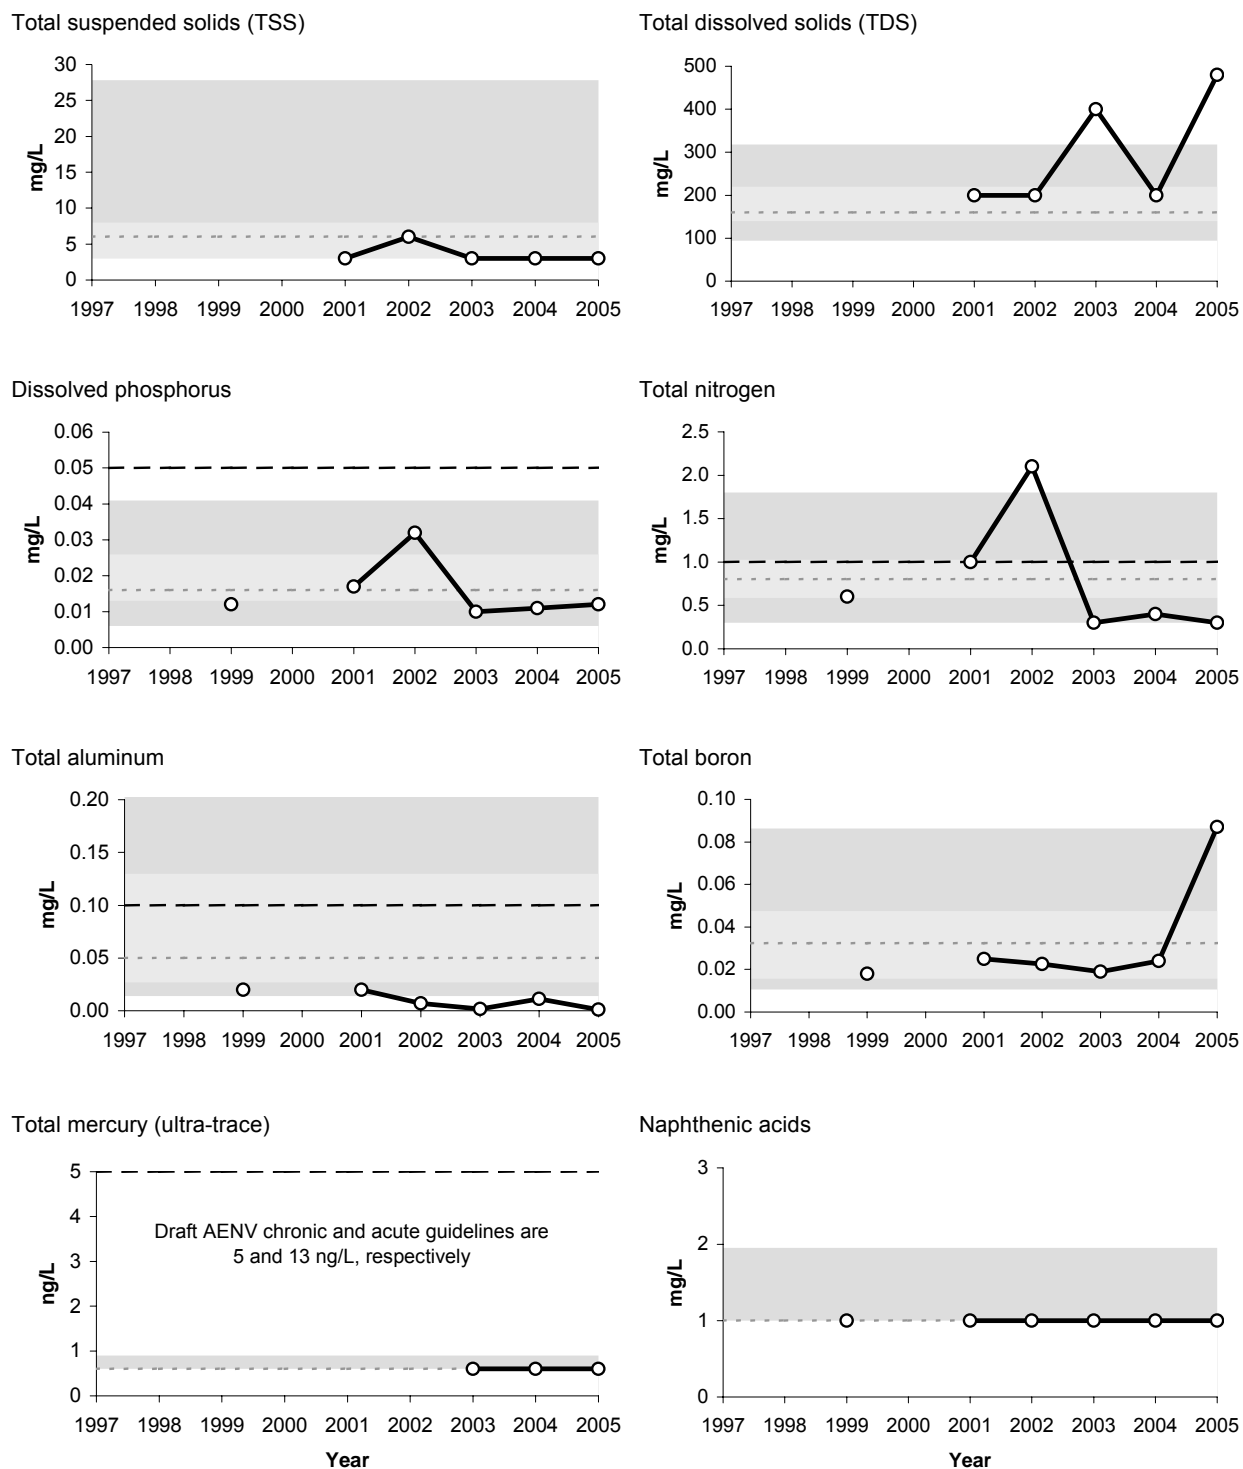 Total suspended solids (TSS)
30
25
20
15
10
5
0
mg/L
1997 1998 1999 2000 2001 2002 2003 2004 2005
Total dissolved solids (TDS)
500
400
300
200
100
0
mg/L
1997 1998 1999 2000 2001 2002 2003 2004 2005
Dissolved phosphorus
0.06
0.05
0.04
0.03
0.02
0.01
0.00
mg/L
1997 1998 1999 2000 2001 2002 2003 2004 2005
Total nitrogen
2.5
2.0
1.5
1.0
0.5
0.0
mg/L
1997 1998 1999 2000 2001 2002 2003 2004 2005
Total aluminum
0.20
0.15
0.10
0.05
0.00
mg/L
1997 1998 1999 2000 2001 2002 2003 2004 2005
Total boron
0.10
0.08
0.06
0.04
0.02
0.00
mg/L
1997 1998 1999 2000 2001 2002 2003 2004 2005
Total mercury (ultra-trace)
5
4
3
2
1
0
ng/L
Draft AENV chronic and acute guidelines are
5 and 13 ng/L, respectively
1997 1998 1999 2000 2001 2002 2003 2004 2005
Year
Naphthenic acids
3
2
1
0
mg/L
1997 1998 1999 2000 2001 2002 2003 2004 2005
Year